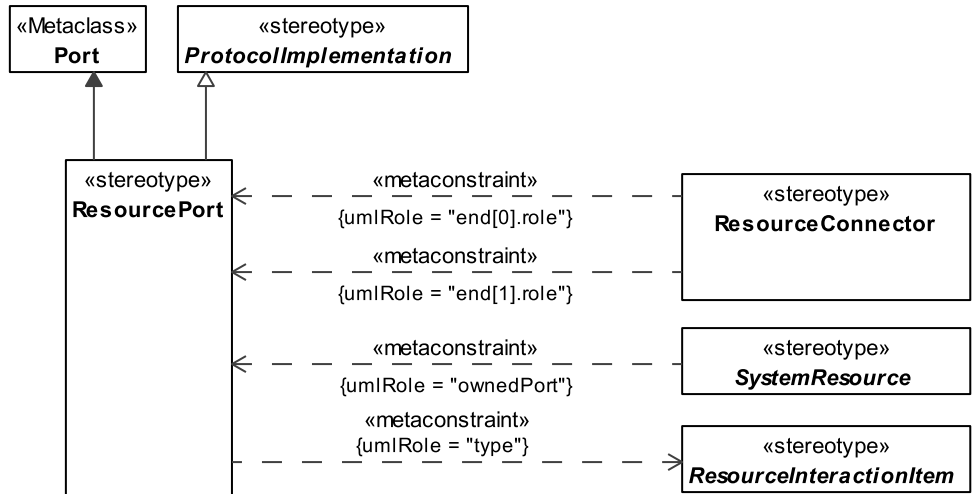 «Metaclass»
Port
«stereotype»
ProtocolImplementation
«stereotype»
ResourcePort
«metaconstraint»
{umlRole = "end[0].role"}
«metaconstraint»
{umlRole = "end[1].role"}
«stereotype»
ResourceConnector
«metaconstraint»
{umlRole = "ownedPort"}
«stereotype»
SystemResource
«metaconstraint»
{umlRole = "type"}
«stereotype»
ResourceInteractionItem